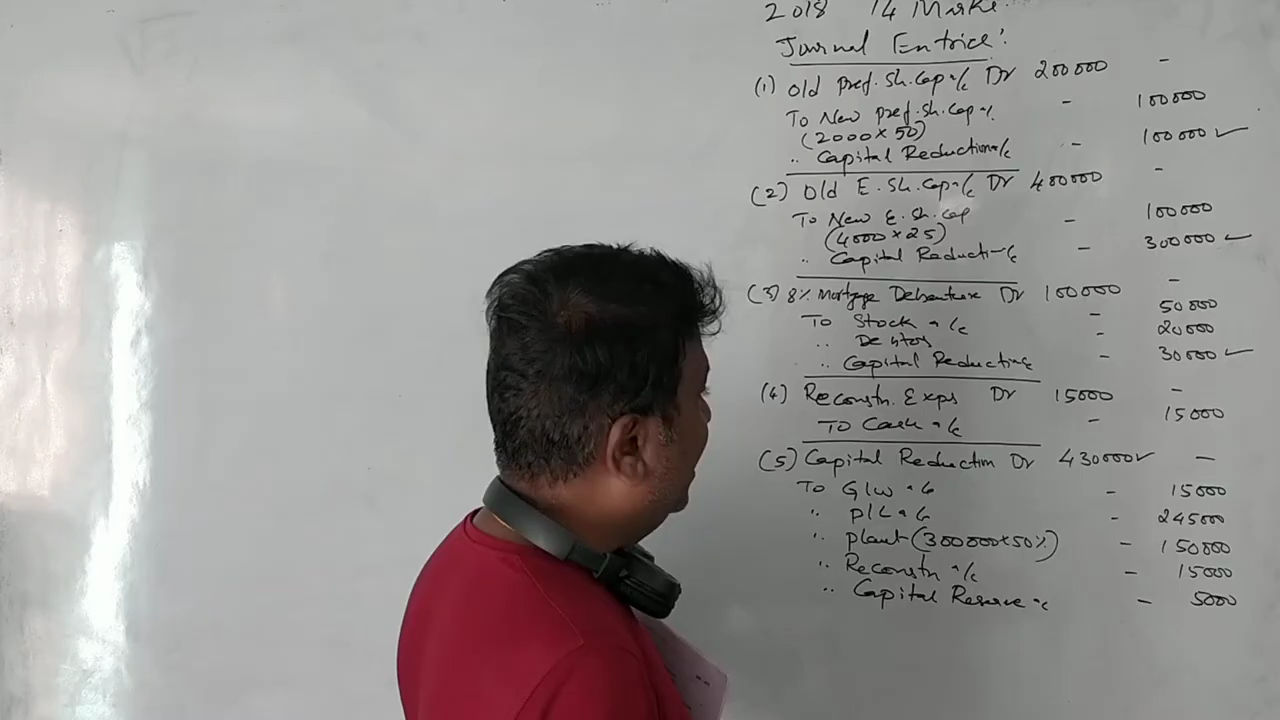 2018 14 Marks
Journal Entries:
(1) Old Pref. Sh. Cap a/c Dr 200000 -
To New Pref. Sh. Cap a/c - 100000
(2000 x 50)
" Capital Reduction a/c - 100000 ✓
(2) Old E. Sh. Cap a/c Dr 400000 -
To New E. Sh. Cap - 100000
(4000 x 25)
" Capital Reducti- a/c - 300000 ✓
(3) 8% Mortgage Debenture Dr 100000 -
To Stock a/c - 50000
" Debtors - 20000
" Capital Reduction a/c - 30000 ✓
(4) Reconstn. Exps Dr 15000 -
To Cash a/c - 15000
(5) Capital Reduction Dr 430000 ✓ -
To G/W a/c - 15000
" P/L a/c - 245000
" Plant (300000 x 50%) - 150000
" Reconstn a/c - 15000
" Capital Reserve a/c - 5000